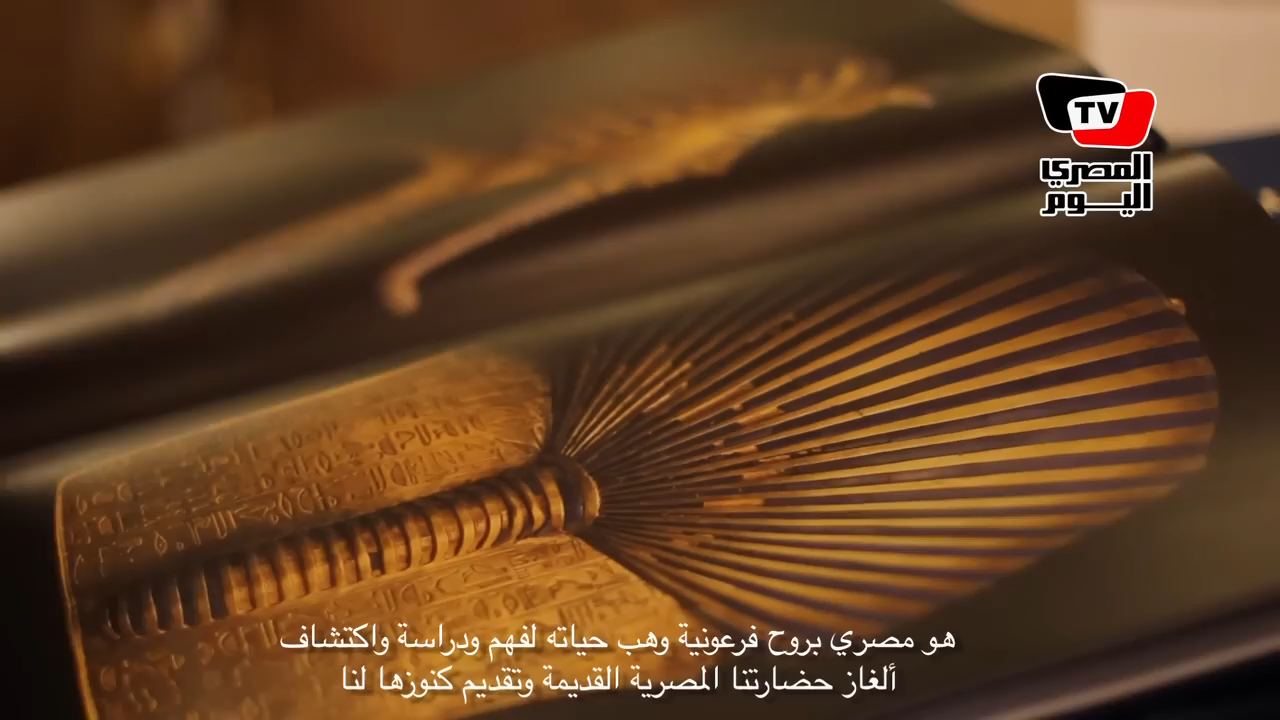 TV
المصري
اليوم
هو مصري بروح فرعونية وهب حياته لفهم ودراسة واكتشاف
ألغاز حضارتنا المصرية القديمة وتقديم كنوزها لنا